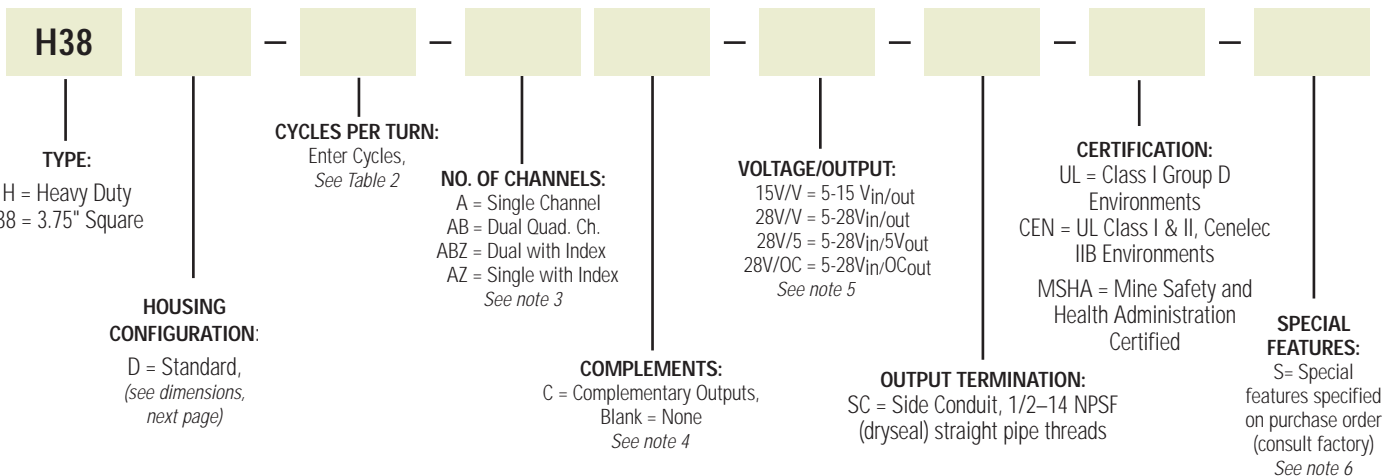 H38 – – – – – –
TYPE:
H = Heavy Duty
38 = 3.75" Square
HOUSING
CONFIGURATION:
D = Standard,
(see dimensions,
next page)
CYCLES PER TURN:
Enter Cycles,
See Table 2
NO. OF CHANNELS:
A = Single Channel
AB = Dual Quad. Ch.
ABZ = Dual with Index
AZ = Single with Index
See note 3
COMPLEMENTS:
C = Complementary Outputs,
Blank = None
See note 4
VOLTAGE/OUTPUT:
15V/V = 5-15 Vin/out
28V/V = 5-28Vin/out
28V/5 = 5-28Vin/5Vout
28V/OC = 5-28Vin/OCout
See note 5
OUTPUT TERMINATION:
SC = Side Conduit, 1/2–14 NPSF
(dryseal) straight pipe threads
CERTIFICATION:
UL = Class I Group D
Environments
CEN = UL Class I & II, Cenelec
IIB Environments
MSHA = Mine Safety and
Health Administration
Certified
SPECIAL
FEATURES:
S= Special
features specified
on purchase order
(consult factory)
See note 6